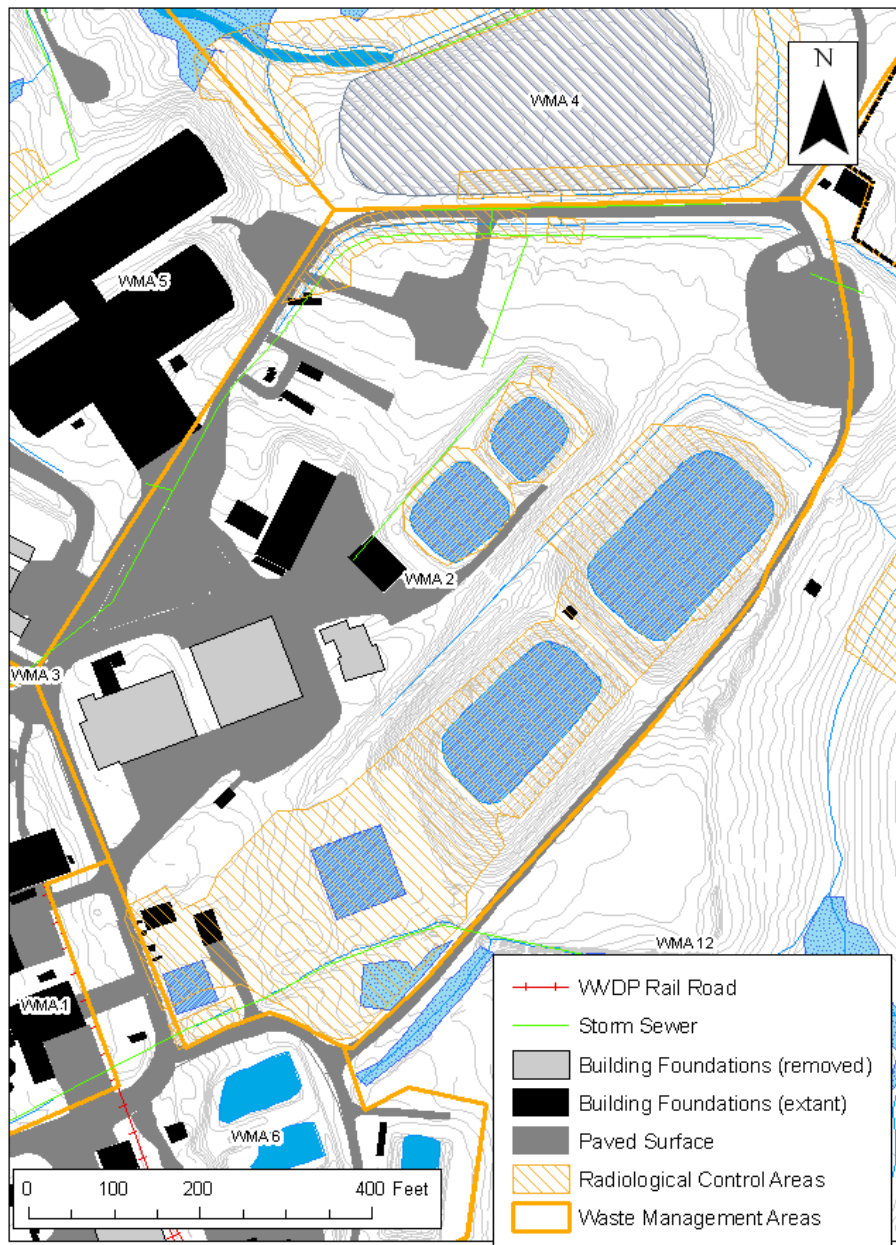 N
WMA 4
WMA 5
WMA 2
WMA 3
WMA 12
WMA 1
WMA 6
0 100 200 400 Feet
WVDP Rail Road
Storm Sewer
Building Foundations (removed)
Building Foundations (extant)
Paved Surface
Radiological Control Areas
Waste Management Areas